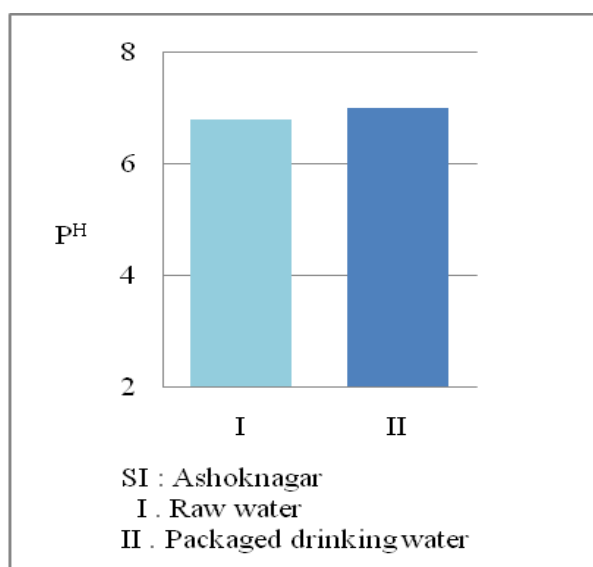 8
6
P^H
4
2
I II
SI : Ashoknagar
I . Raw water
II . Packaged drinking water